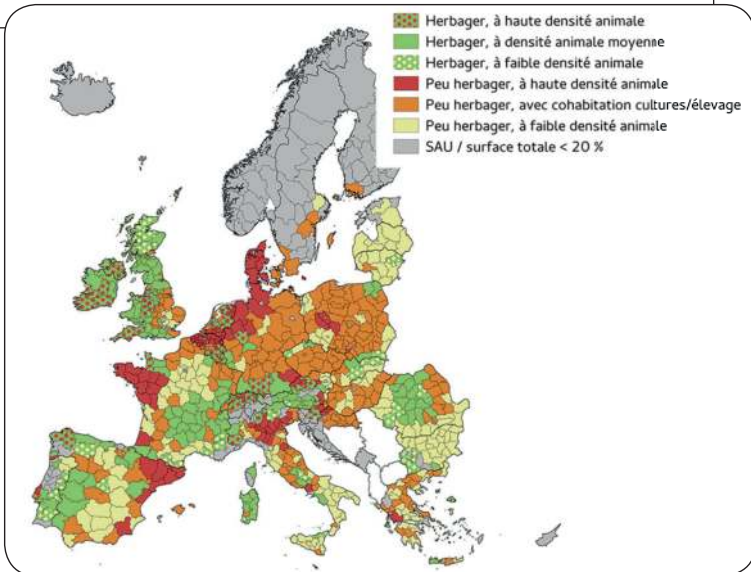 Herbager, à haute densité animale
Herbager, à densité animale moyenne
Herbager, à faible densité animale
Peu herbager, à haute densité animale
Peu herbager, avec cohabitation cultures/élevage
Peu herbager, à faible densité animale
SAU / surface totale < 20 %